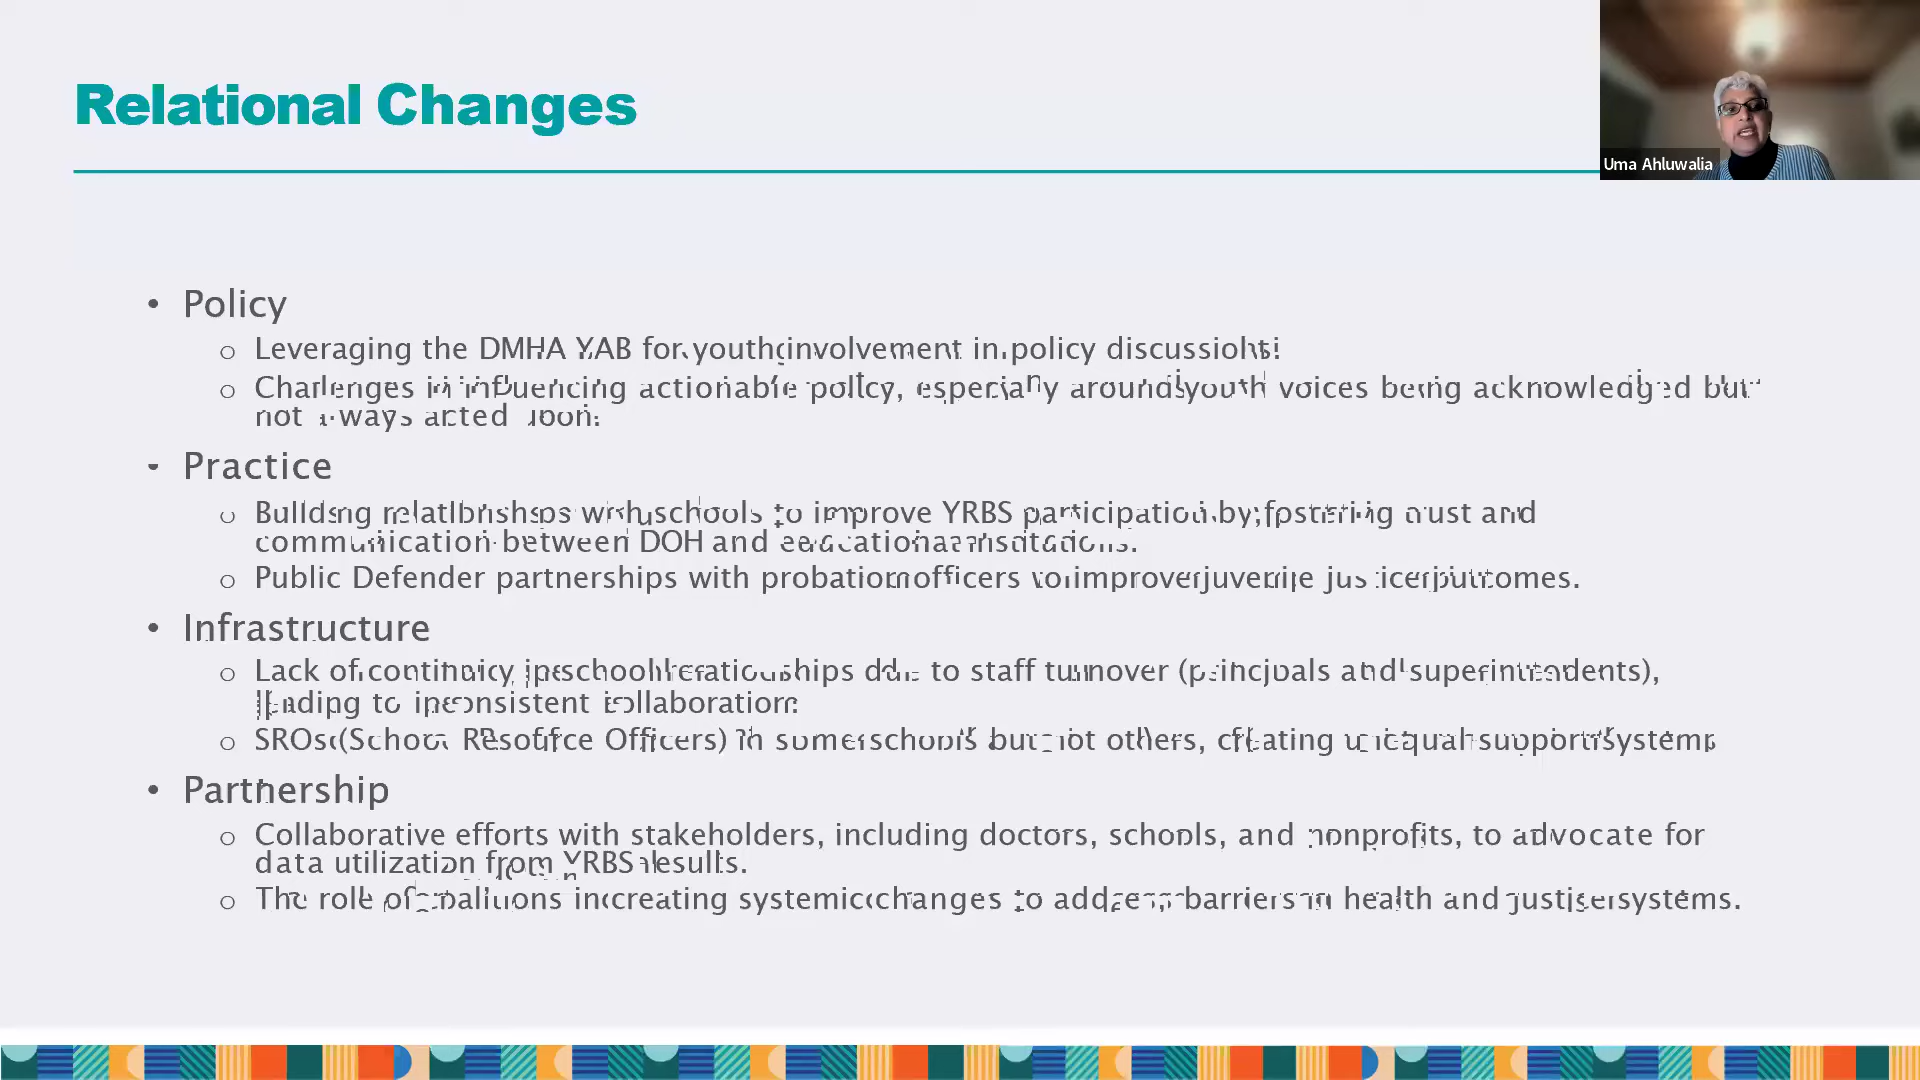 Relational Changes
Uma Ahluwalia
• Policy
o Leveraging the DMHA YAB for youth involvement in policy discussions.
o Challenges in influencing actionable policy, especially around youth voices being acknowledged but
not always acted upon.
• Practice
o Building relationships with schools to improve YRBS participation by fostering trust and
communication between DOH and educational institutions.
o Public Defender partnerships with probation officers to improve juvenile justice outcomes.
• Infrastructure
o Lack of continuity in school relationships due to staff turnover (principals and superintendents),
leading to inconsistent collaboration.
o SROs (School Resource Officers) in some schools but not others, creating unequal support systems
• Partnership
o Collaborative efforts with stakeholders, including doctors, schools, and nonprofits, to advocate for
data utilization from YRBS results.
o The role of coalitions in creating systemic changes to address barriers in health and justice systems.